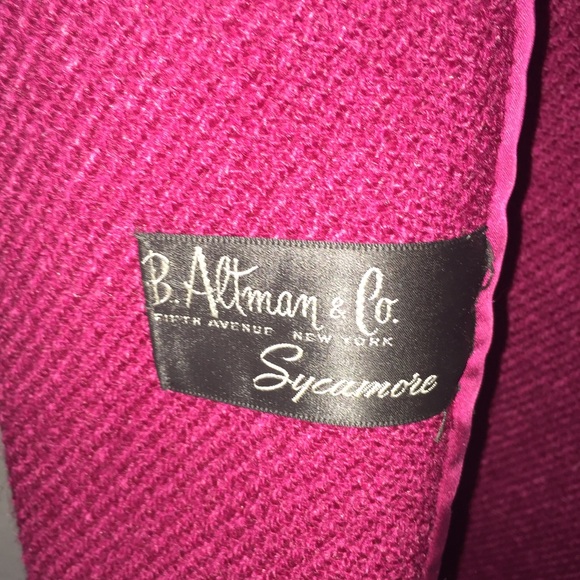 B. Altman & Co.
FIFTH AVENUE NEW YORK
Sycamore